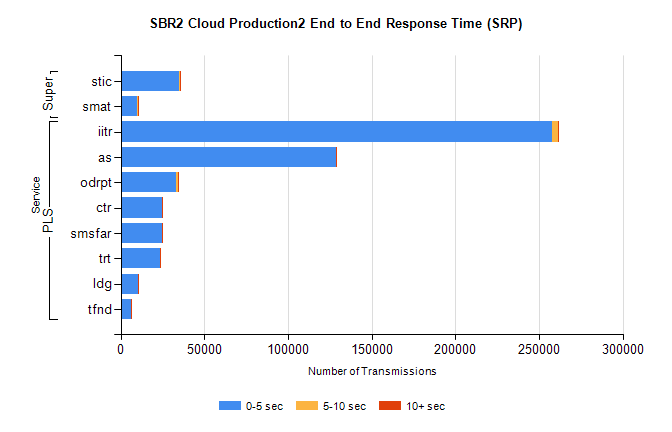 SBR2 Cloud Production2 End to End Response Time (SRP)
Service
Super
PLS
stic
smat
iitr
as
odrpt
ctr
smsfar
trt
ldg
tfnd
0 50000 100000 150000 200000 250000 300000
Number of Transmissions
0-5 sec 5-10 sec 10+ sec